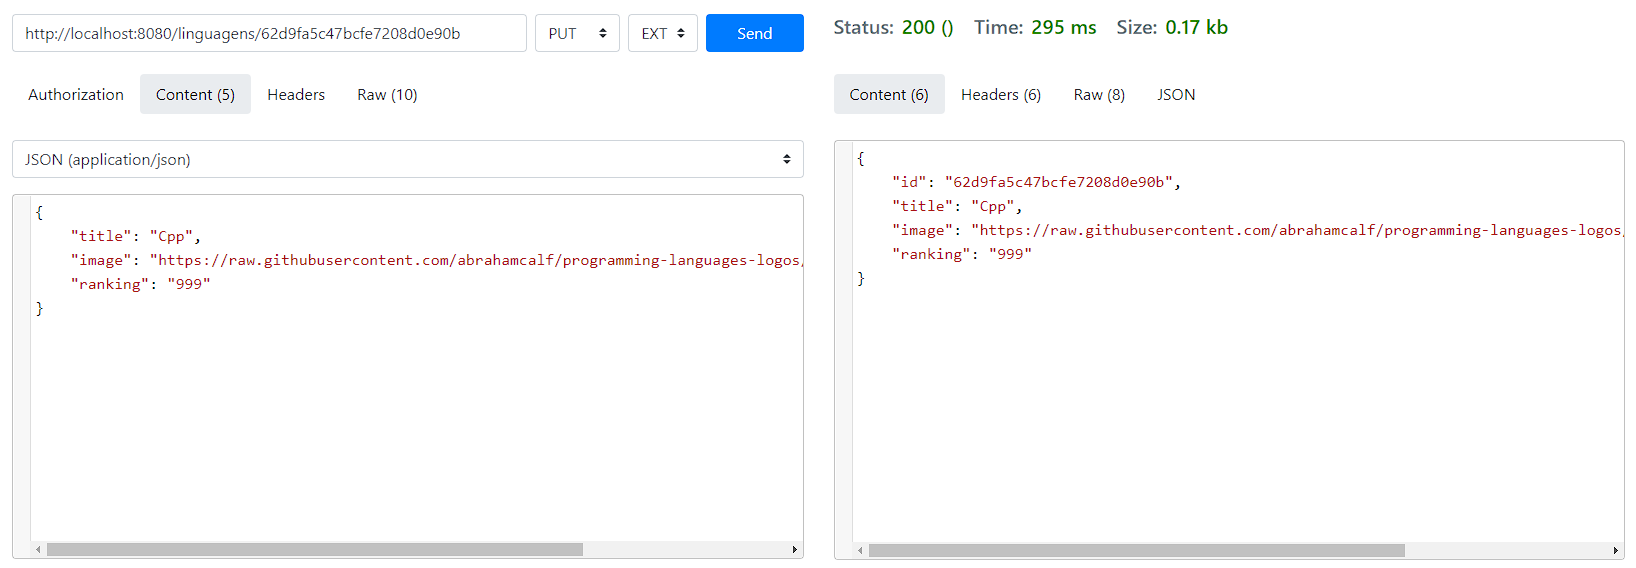 http://localhost:8080/linguagens/62d9fa5c47bcfe7208d0e90b PUT EXT Send
Authorization Content (5) Headers Raw (10)
JSON (application/json)
{
    "title": "Cpp",
    "image": "https://raw.githubusercontent.com/abrahamcalf/programming-languages-logos/
    "ranking": "999"
}
Status: 200 () Time: 295 ms Size: 0.17 kb
Content (6) Headers (6) Raw (8) JSON
{
    "id": "62d9fa5c47bcfe7208d0e90b",
    "title": "Cpp",
    "image": "https://raw.githubusercontent.com/abrahamcalf/programming-languages-logos/
    "ranking": "999"
}